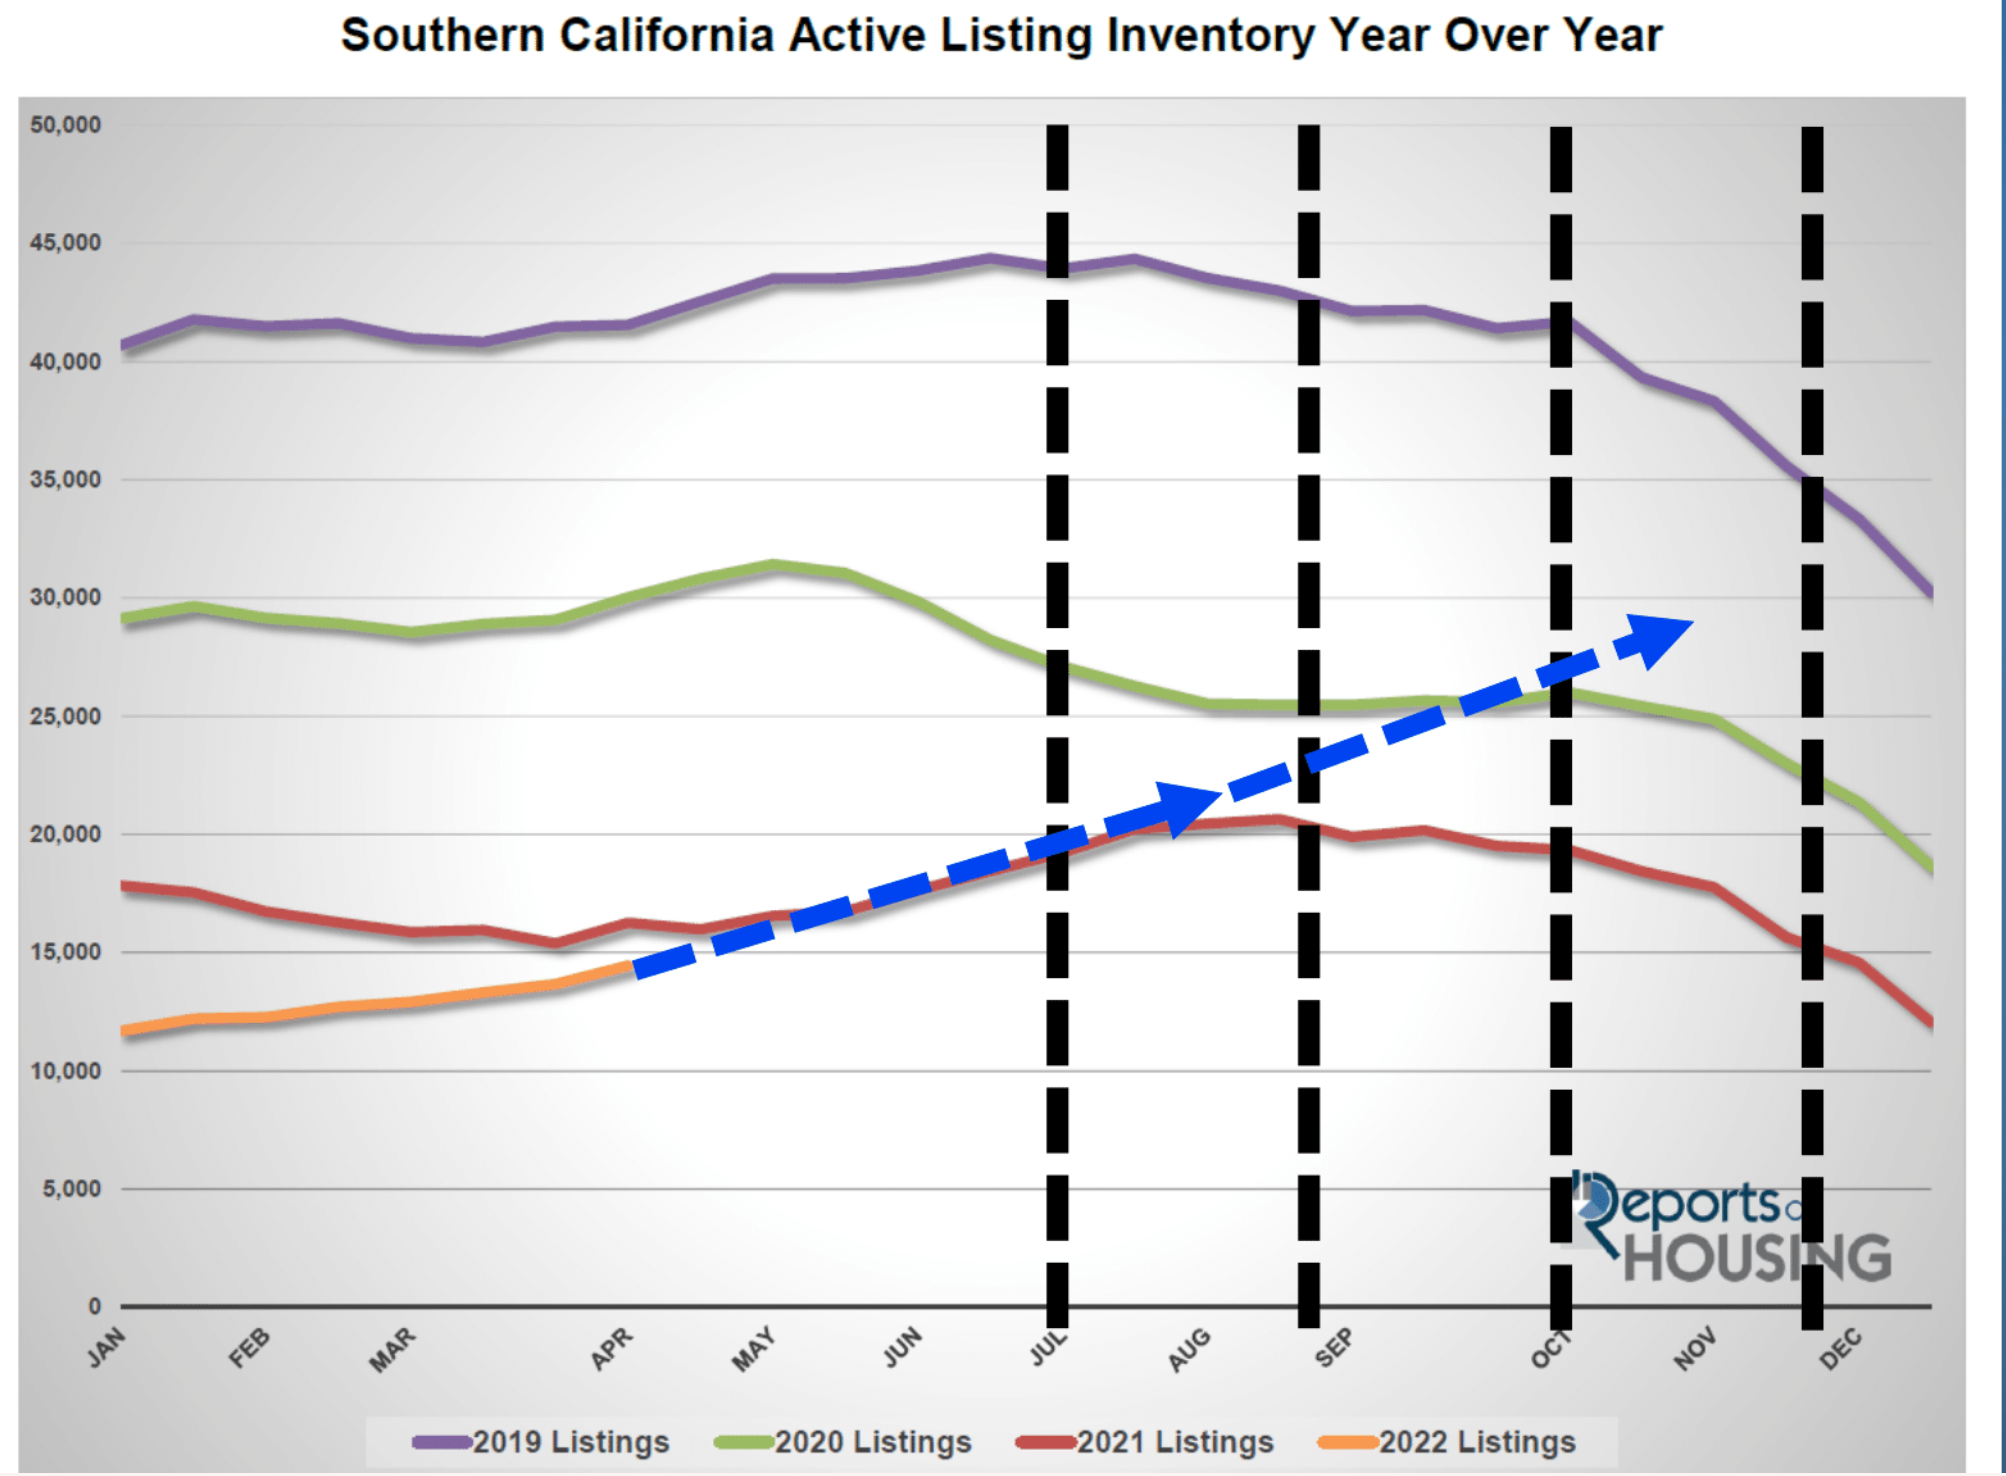 Southern California Active Listing Inventory Year Over Year
50,000
45,000
40,000
35,000
30,000
25,000
20,000
15,000
10,000
5,000
0
JAN FEB MAR APR MAY JUN JUL AUG SEP OCT NOV DEC
Reports
HOUSING
2019 Listings 2020 Listings 2021 Listings 2022 Listings